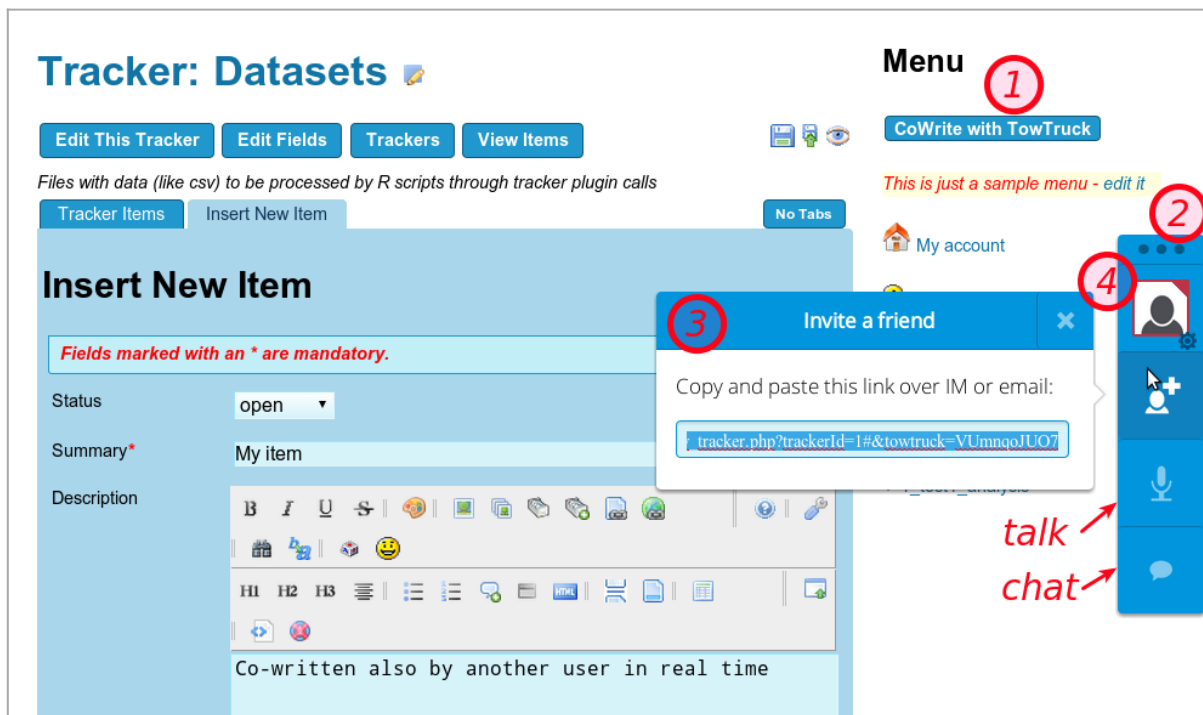 Tracker: Datasets
Menu
1
Edit This Tracker
Edit Fields
Trackers
View Items
CoWrite with TowTruck
Files with data (like csv) to be processed by R scripts through tracker plugin calls
This is just a sample menu - edit it
Tracker Items
Insert New Item
No Tabs
2
My account
Insert New Item
4
3
Invite a friend
Fields marked with an * are mandatory.
Copy and paste this link over IM or email:
Status
open
_tracker.php?trackerId=1#&towtruck=VUmnqoJUO7
Summary*
My item
Description
B I U S
talk
H1 H2 H3
HTML
chat
Co-written also by another user in real time